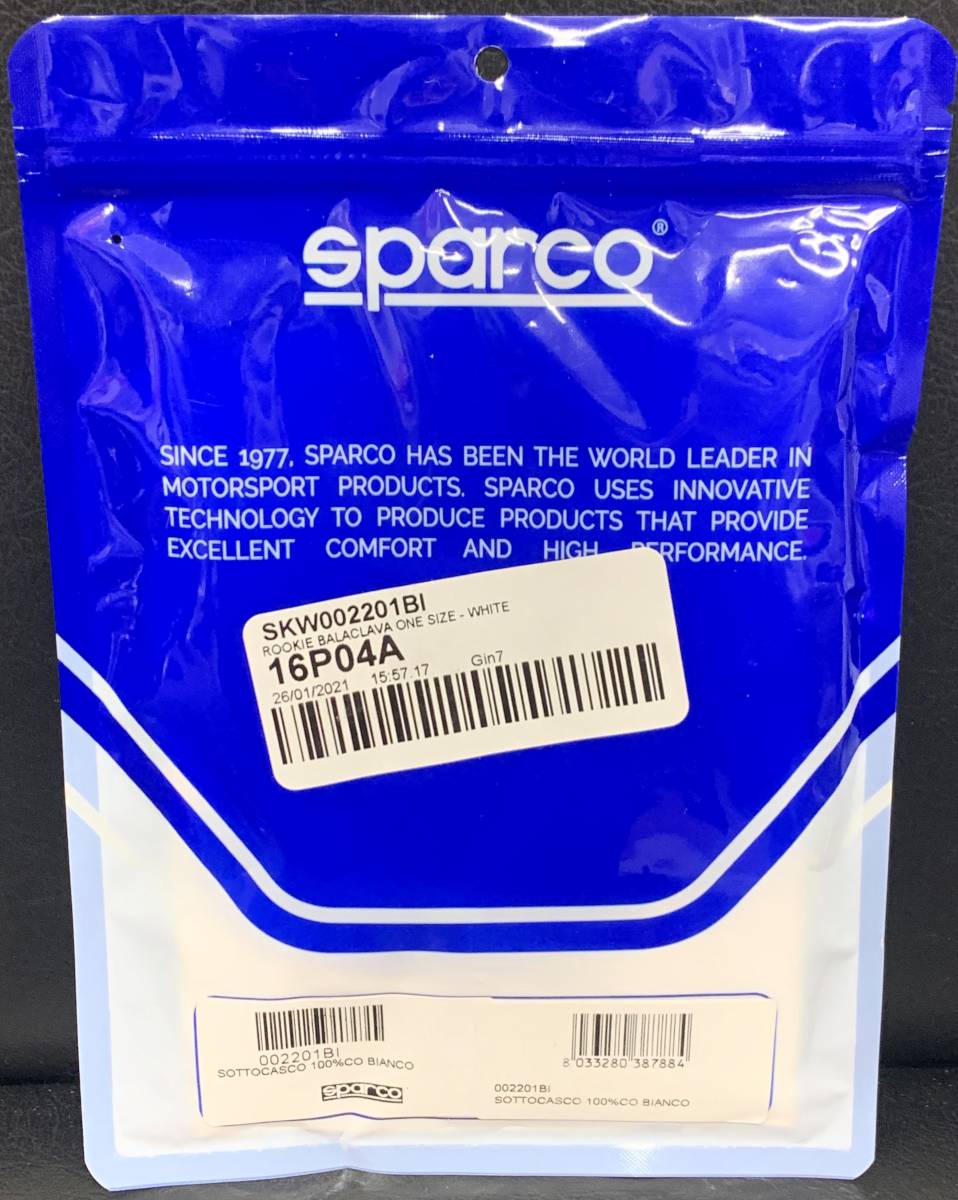 sparco®
SINCE 1977, SPARCO HAS BEEN THE WORLD LEADER IN
MOTORSPORT PRODUCTS. SPARCO USES INNOVATIVE
TECHNOLOGY TO PRODUCE PRODUCTS THAT PROVIDE
EXCELLENT COMFORT AND HIGH PERFORMANCE.
SKW002201BI
ROOKIE BALACLAVA ONE SIZE - WHITE
16P04A
26/01/2021 15:57:17 Gin7
002201BI
SOTTOCASCO 100%CO BIANCO
sparco
8 033280 387884
002201BI
SOTTOCASCO 100%CO BIANCO